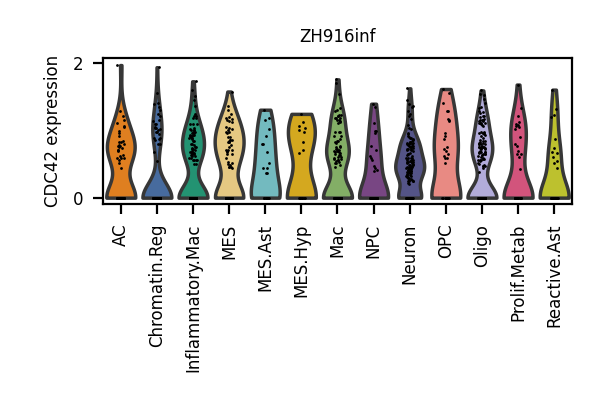 ZH916inf
CDC42 expression
2
0
AC
Chromatin.Reg
Inflammatory.Mac
MES
MES.Ast
MES.Hyp
Mac
NPC
Neuron
OPC
Oligo
Prolif.Metab
Reactive.Ast